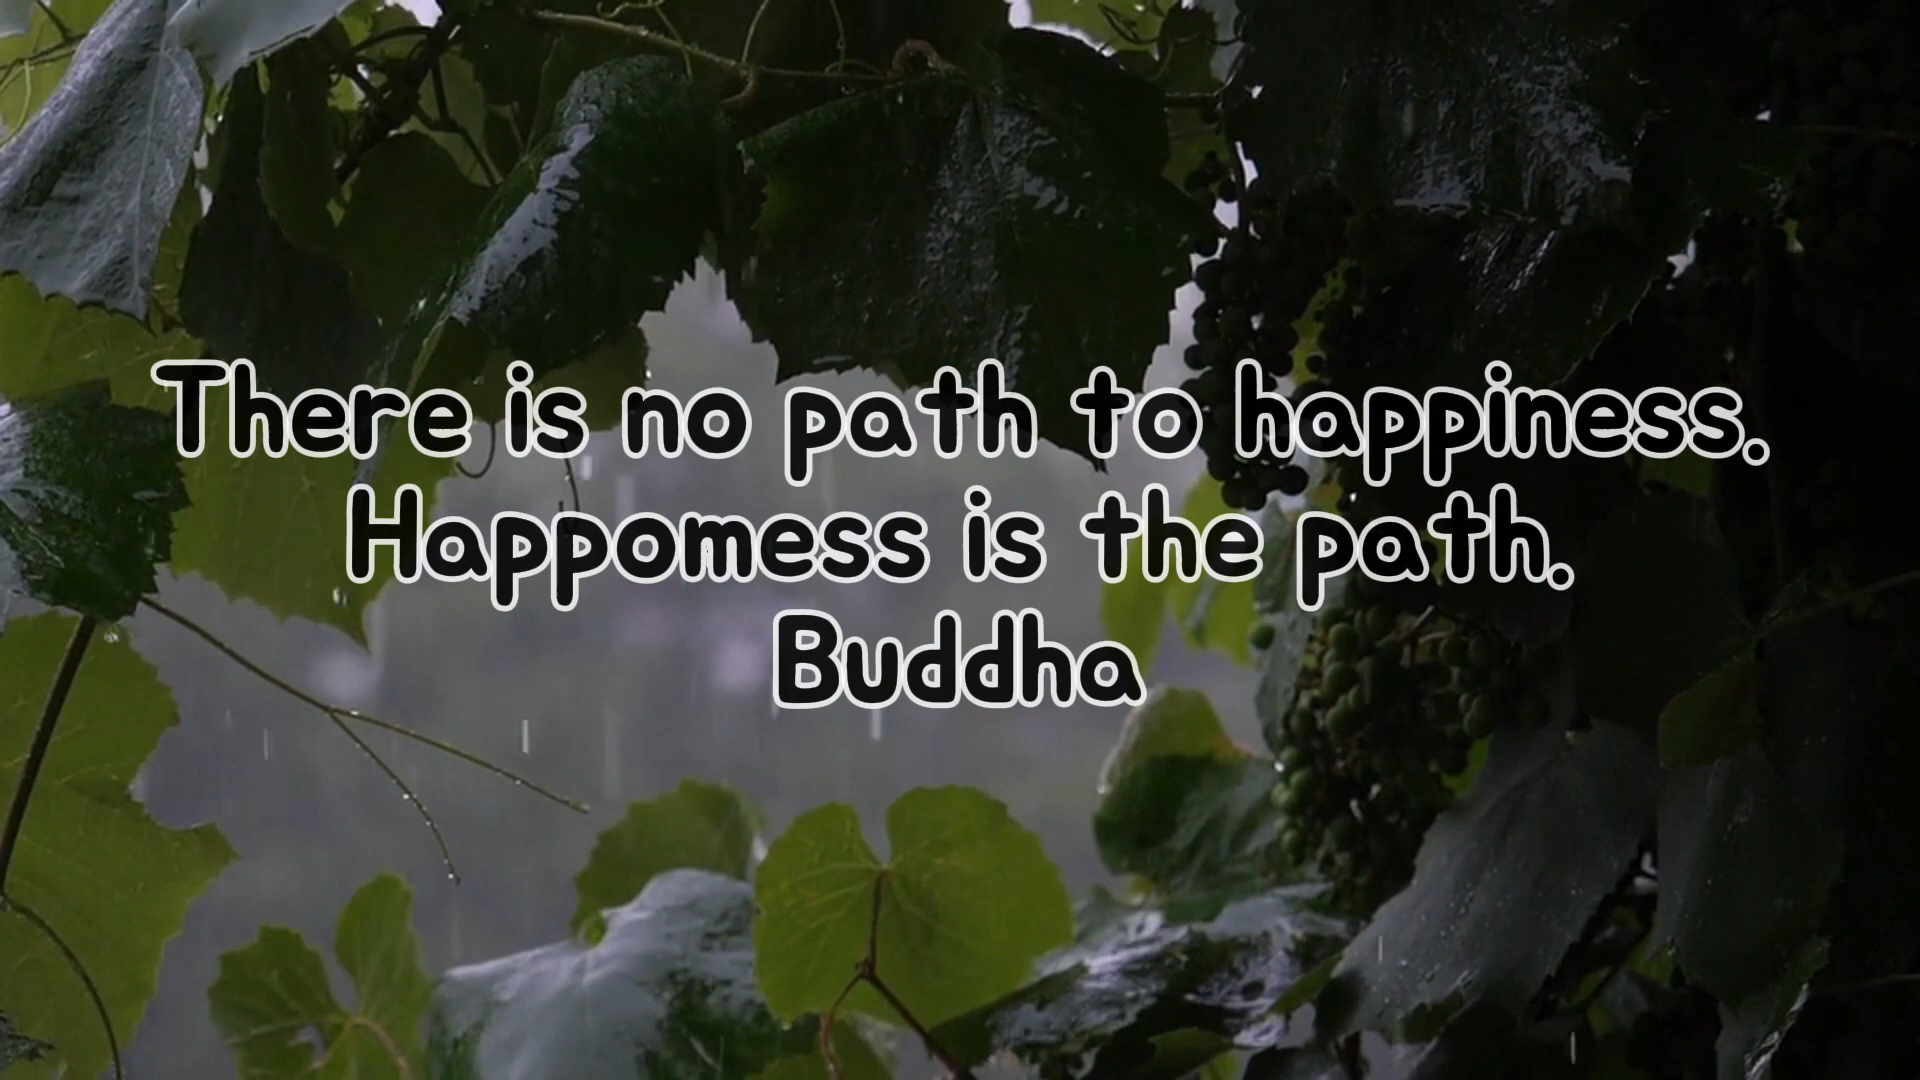 There is no path to happiness.
Happomess is the path.
Buddha